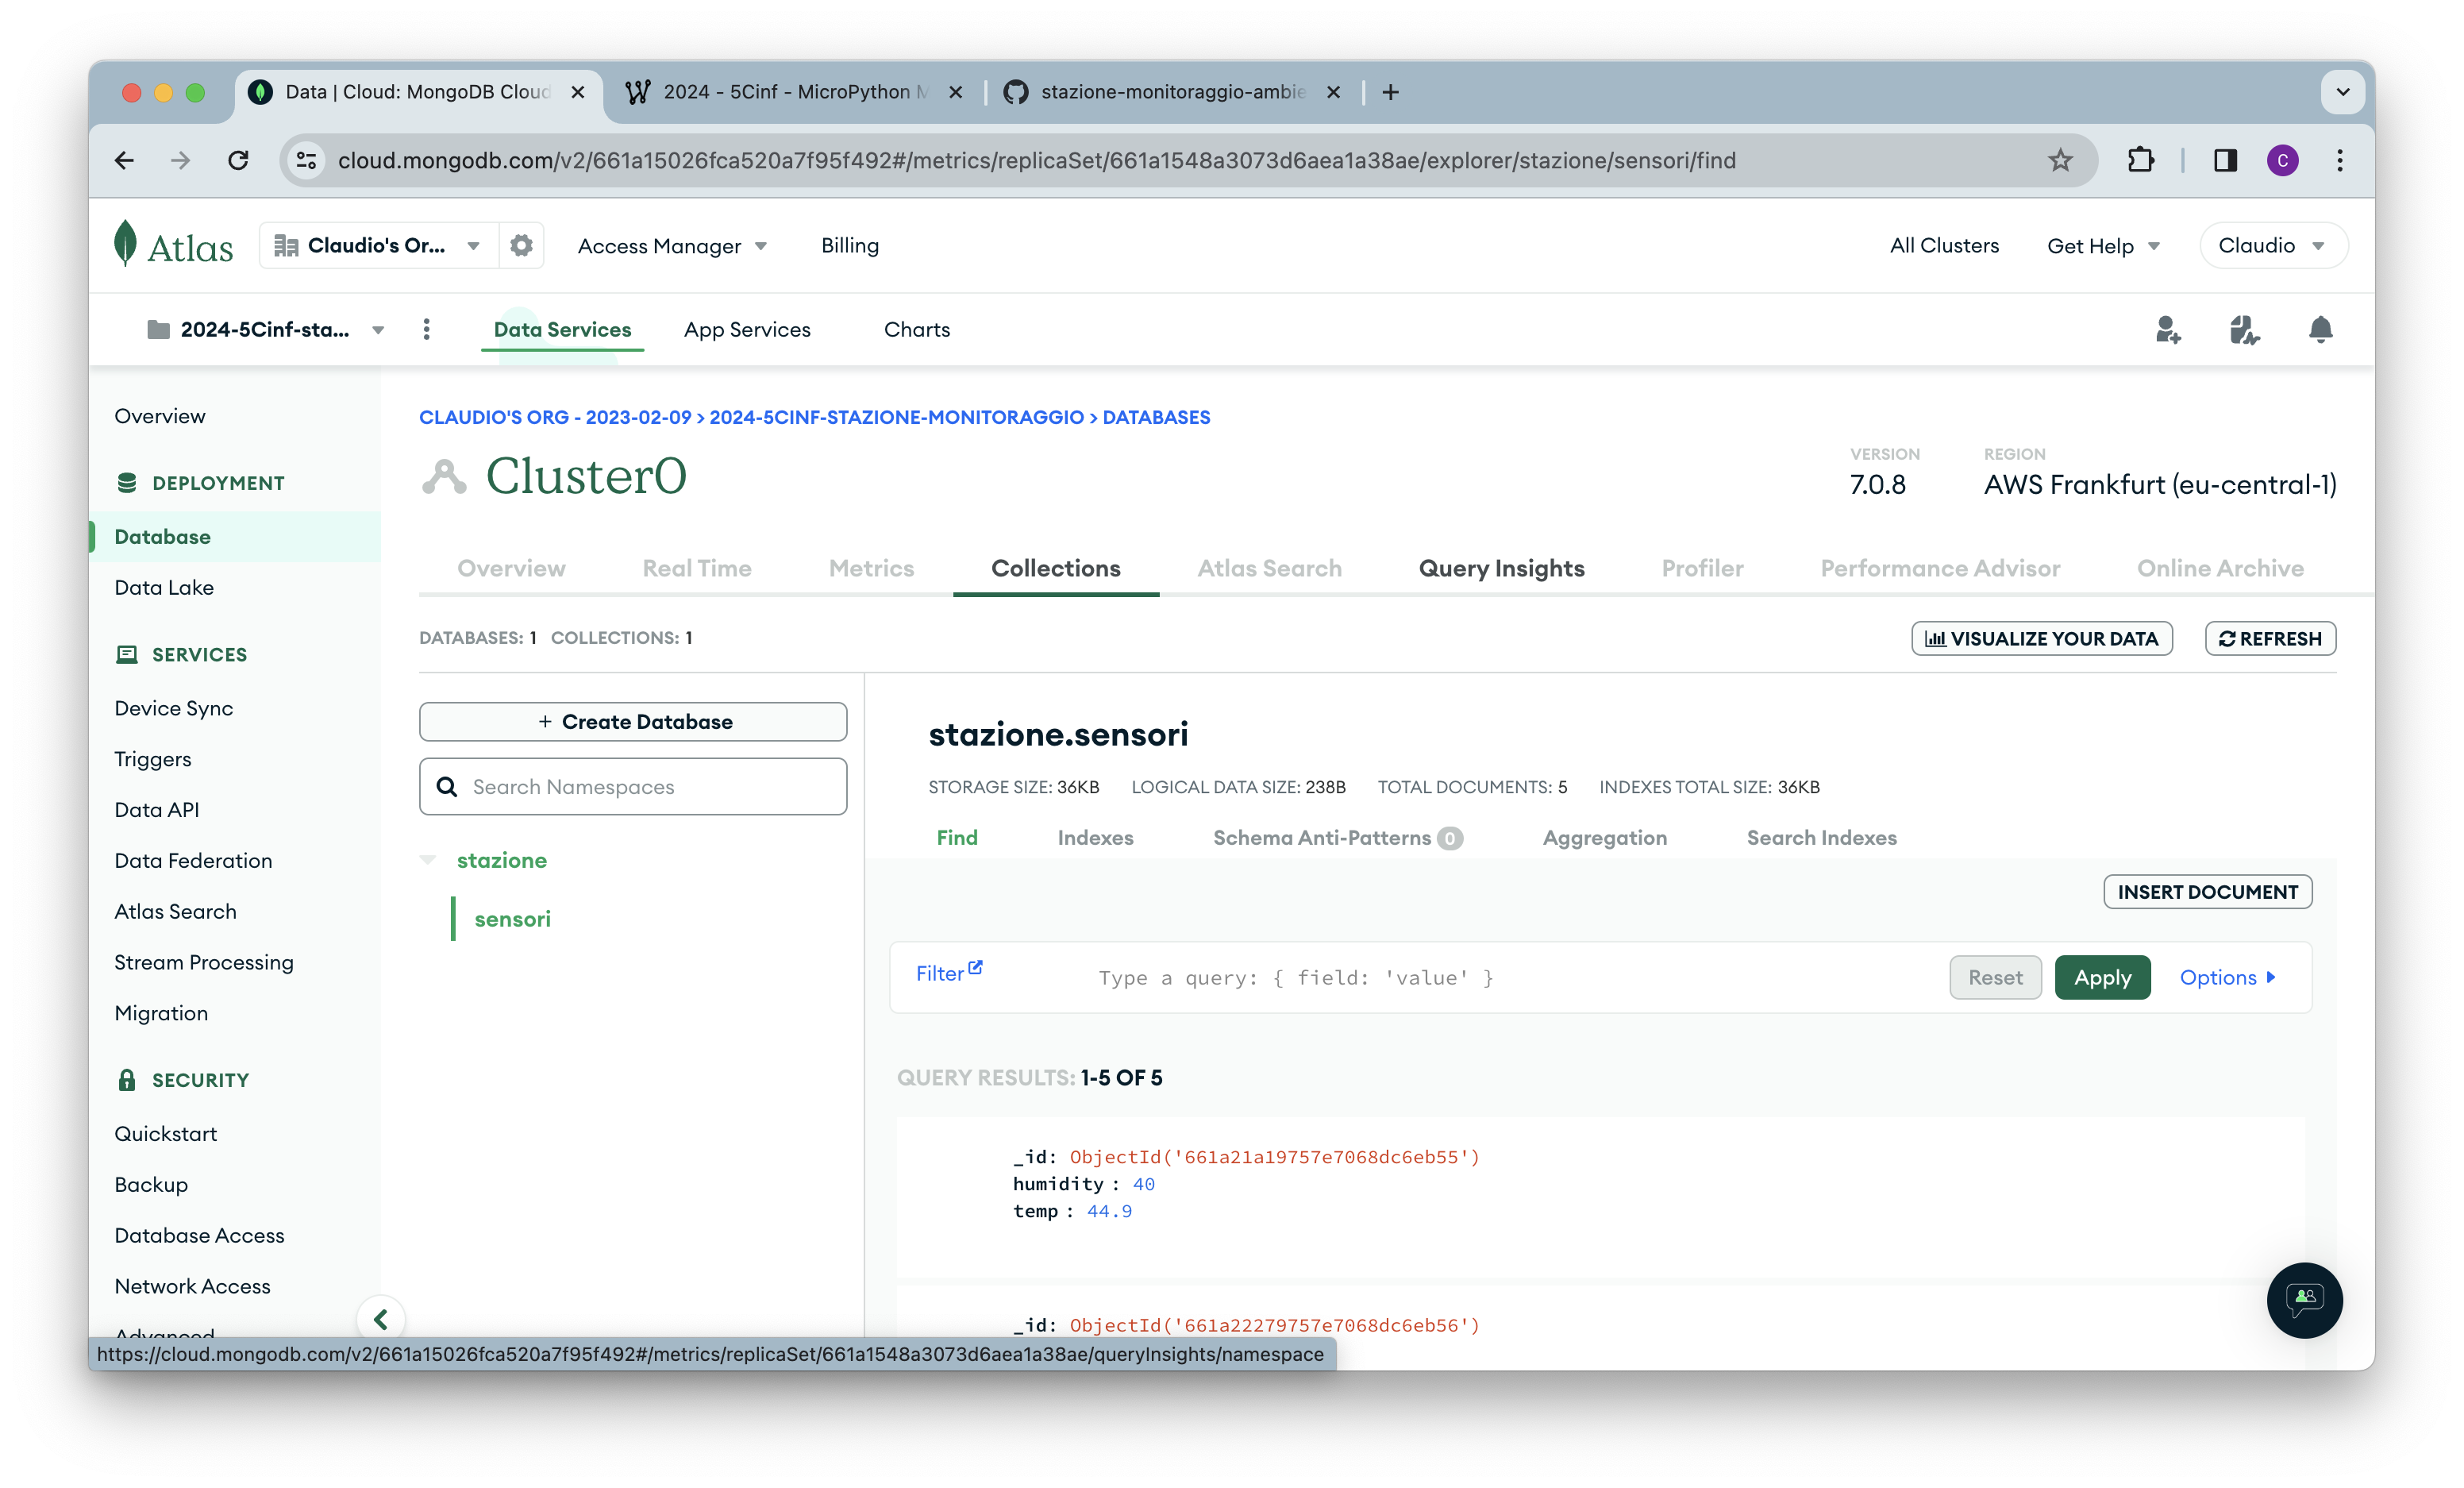 Data | Cloud: MongoDB Cloud
2024 - 5Cinf - MicroPython M
stazione-monitoraggio-ambie
cloud.mongodb.com/v2/661a15026fca520a7f95f492#/metrics/replicaSet/661a1548a3073d6aea1a38ae/explorer/stazione/sensori/find
C
Atlas
Claudio's Or...
Access Manager
Billing
All Clusters
Get Help
Claudio
2024-5Cinf-sta...
Data Services
App Services
Charts
Overview
DEPLOYMENT
Database
Data Lake
SERVICES
Device Sync
Triggers
Data API
Data Federation
Atlas Search
Stream Processing
Migration
SECURITY
Quickstart
Backup
Database Access
Network Access
Advanced
CLAUDIO'S ORG - 2023-02-09 > 2024-5CINF-STAZIONE-MONITORAGGIO > DATABASES
Cluster0
VERSION
7.0.8
REGION
AWS Frankfurt (eu-central-1)
Overview
Real Time
Metrics
Collections
Atlas Search
Query Insights
Profiler
Performance Advisor
Online Archive
DATABASES: 1 COLLECTIONS: 1
VISUALIZE YOUR DATA
REFRESH
+ Create Database
Search Namespaces
stazione
sensori
stazione.sensori
STORAGE SIZE: 36KB LOGICAL DATA SIZE: 238B TOTAL DOCUMENTS: 5 INDEXES TOTAL SIZE: 36KB
Find
Indexes
Schema Anti-Patterns 0
Aggregation
Search Indexes
INSERT DOCUMENT
Filter
Type a query: { field: 'value' }
Reset
Apply
Options
QUERY RESULTS: 1-5 OF 5
_id: ObjectId('661a21a19757e7068dc6eb55')
humidity : 40
temp : 44.9
_id: ObjectId('661a22279757e7068dc6eb56')
https://cloud.mongodb.com/v2/661a15026fca520a7f95f492#/metrics/replicaSet/661a1548a3073d6aea1a38ae/queryInsights/namespace